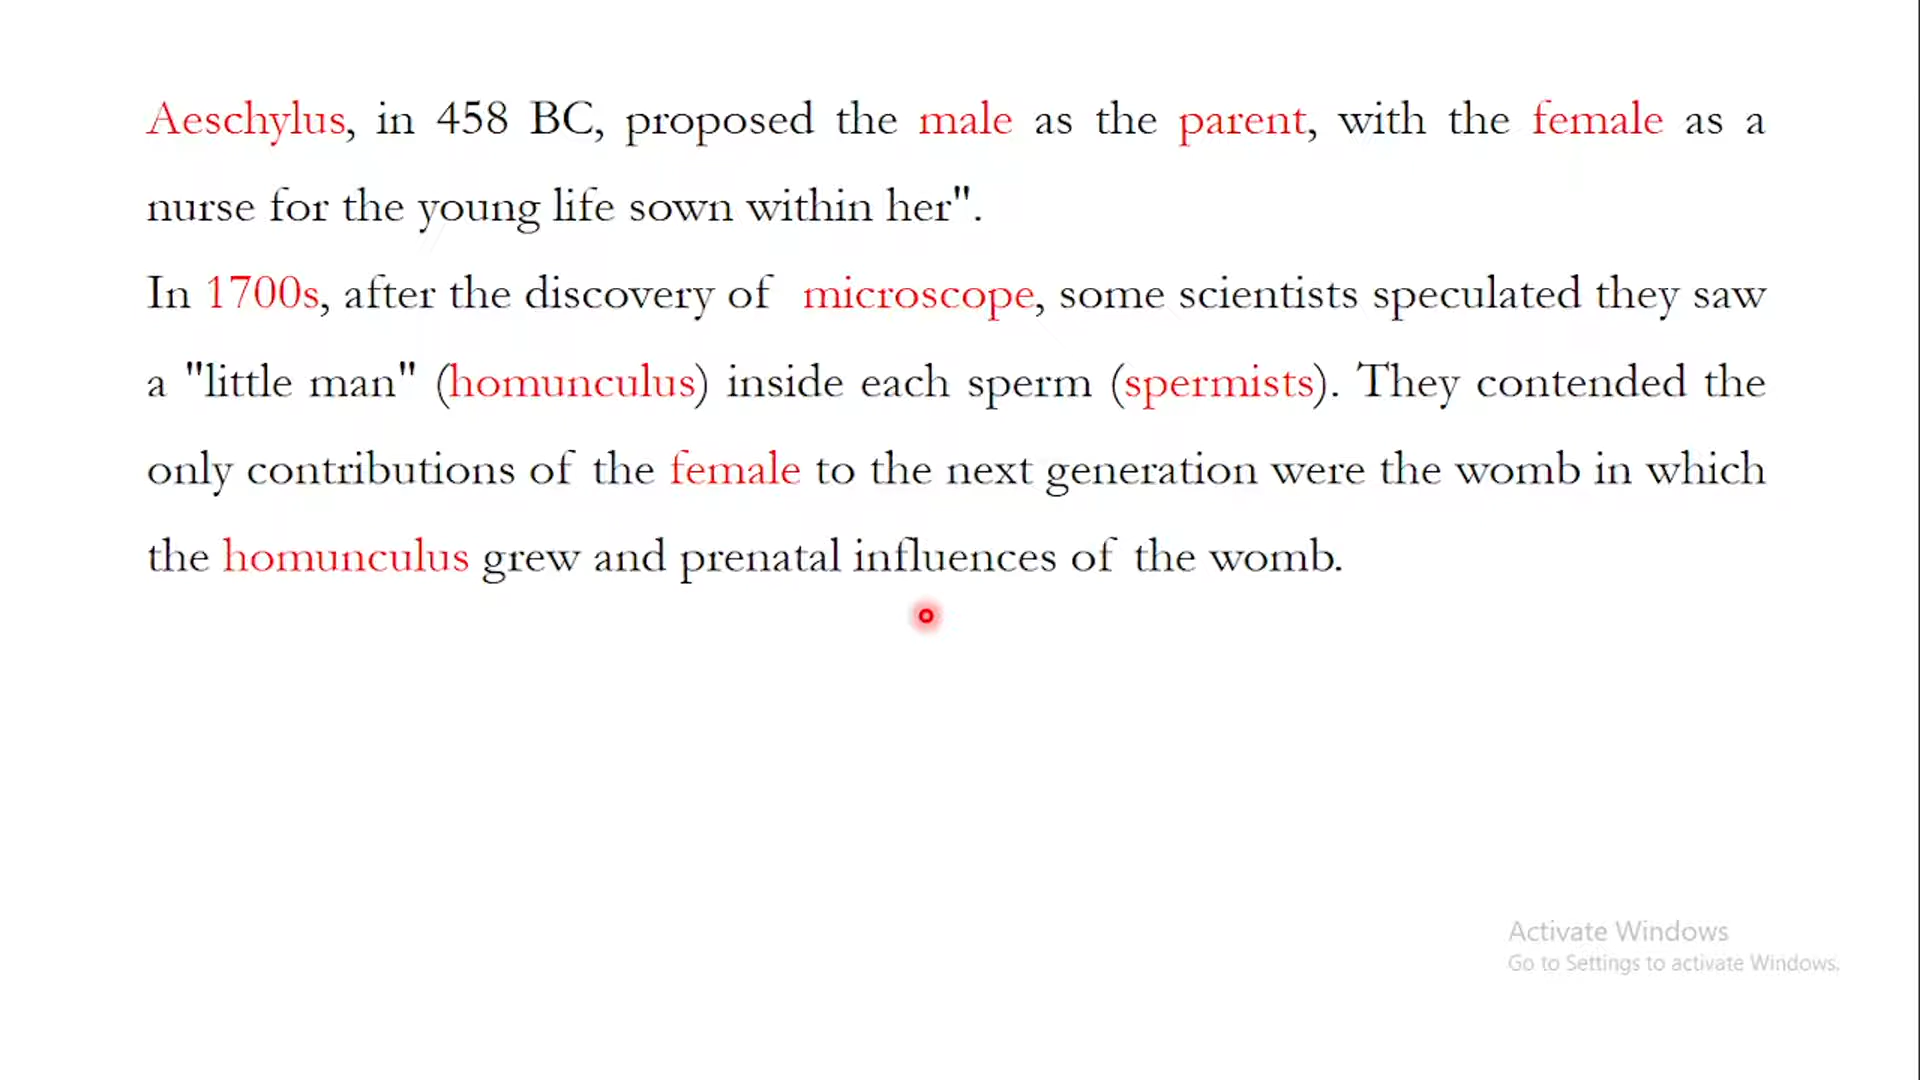 Aeschylus, in 458 BC, proposed the male as the parent, with the female as a
nurse for the young life sown within her".
In 1700s, after the discovery of microscope, some scientists speculated they saw
a "little man" (homunculus) inside each sperm (spermists). They contended the
only contributions of the female to the next generation were the womb in which
the homunculus grew and prenatal influences of the womb.
Activate Windows
Go to Settings to activate Windows.